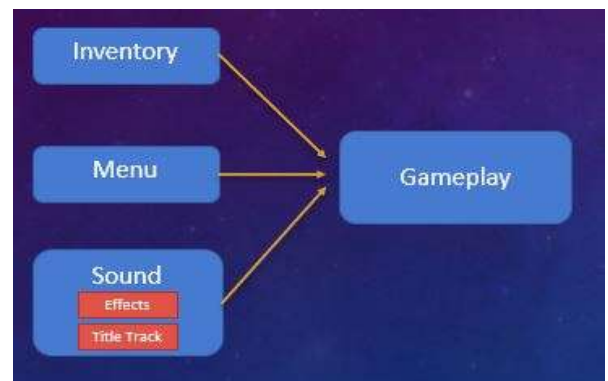 Inventory
Menu
Gameplay
Sound
Effects
Title Track